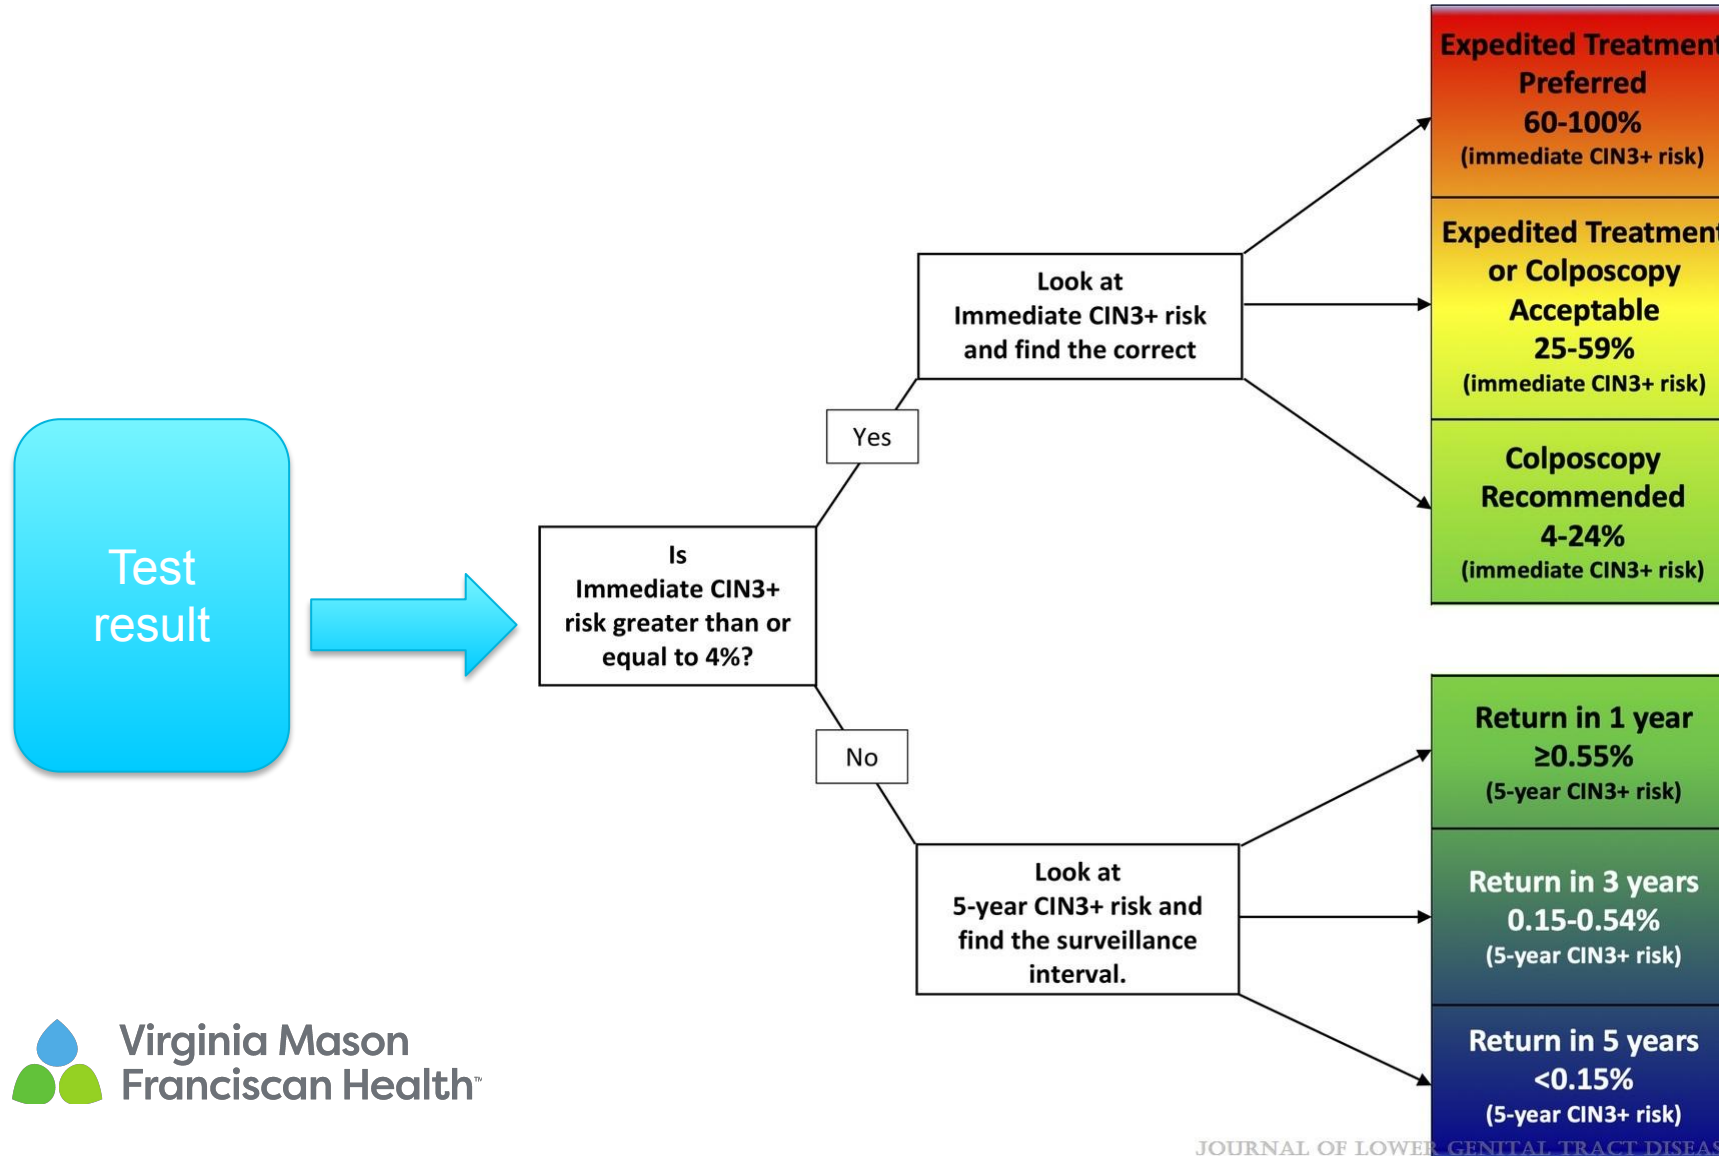 Test
result
Is
Immediate CIN3+
risk greater than or
equal to 4%?
Yes
No
Look at
Immediate CIN3+ risk
and find the correct
Look at
5-year CIN3+ risk and
find the surveillance
interval.
Expedited Treatment
Preferred
60-100%
(immediate CIN3+ risk)
Expedited Treatment
or Colposcopy
Acceptable
25-59%
(immediate CIN3+ risk)
Colposcopy
Recommended
4-24%
(immediate CIN3+ risk)
Return in 1 year
≥0.55%
(5-year CIN3+ risk)
Return in 3 years
0.15-0.54%
(5-year CIN3+ risk)
Return in 5 years
<0.15%
(5-year CIN3+ risk)
Virginia Mason
Franciscan Health™
JOURNAL OF LOWER GENITAL TRACT DISEAS